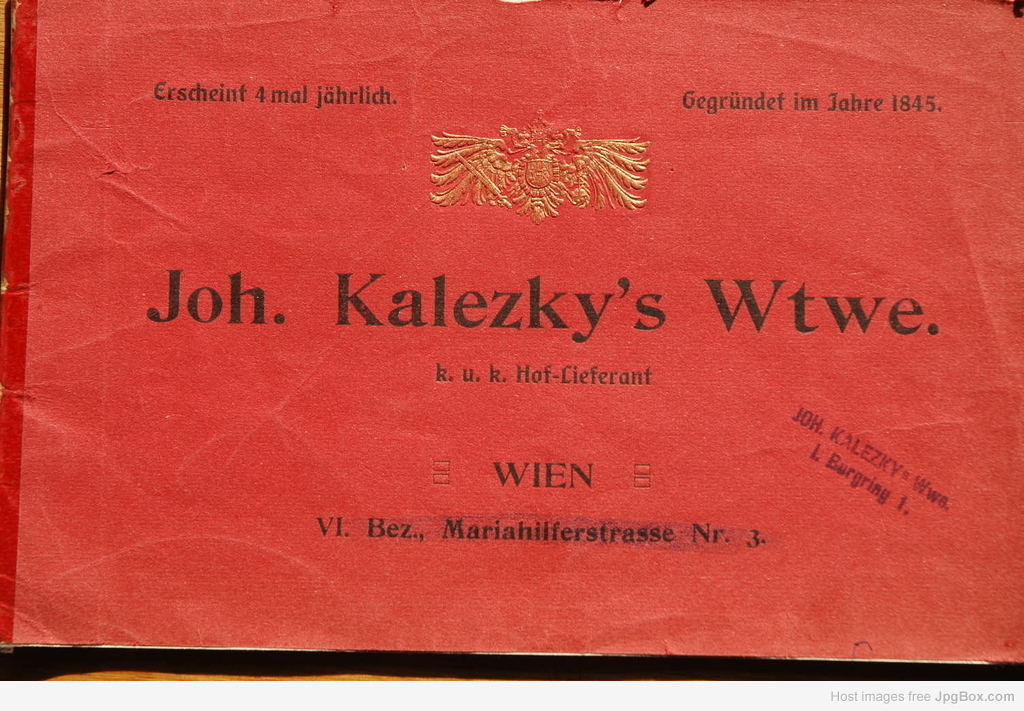 Erscheint 4 mal jährlich.
Gegründet im Jahre 1845.
Joh. Kalezky's Wtwe.
k. u. k. Hof-Lieferant
WIEN
VI. Bez., Mariahilferstrasse Nr. 3.
JOH. KALEZKY's Wwe.
I. Burgring 1.
Host images free JpgBox.com